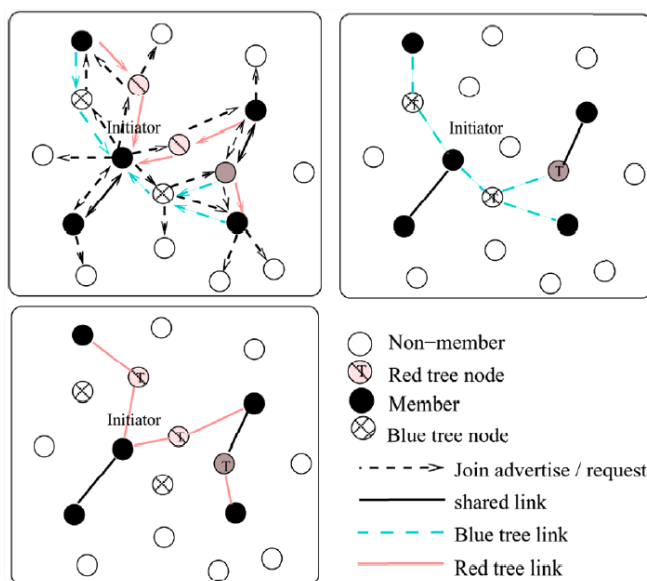 Initiator
Initiator
T
T
T
T
T
T
Initiator
T
Non-member
T
Red tree node
Member
Blue tree node
Join advertise / request
shared link
Blue tree link
Red tree link